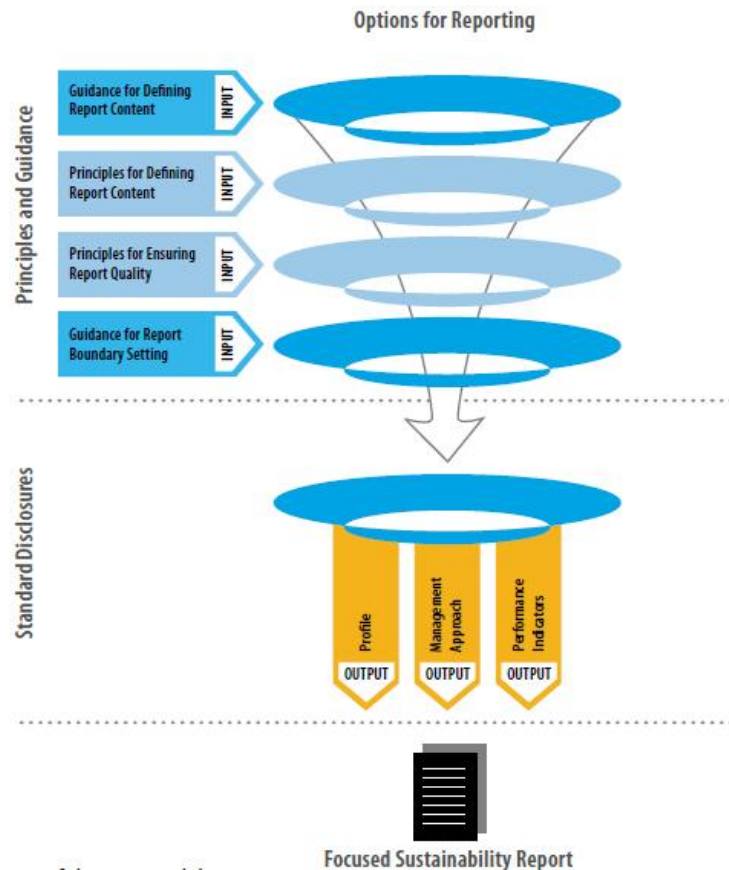 Options for Reporting
Principles and Guidance
Guidance for Defining
Report Content
INPUT
Principles for Defining
Report Content
INPUT
Principles for Ensuring
Report Quality
INPUT
Guidance for Report
Boundary Setting
INPUT
Standard Disclosures
Profile
OUTPUT
Management
Approach
OUTPUT
Performance
Indicators
OUTPUT
Focused Sustainability Report